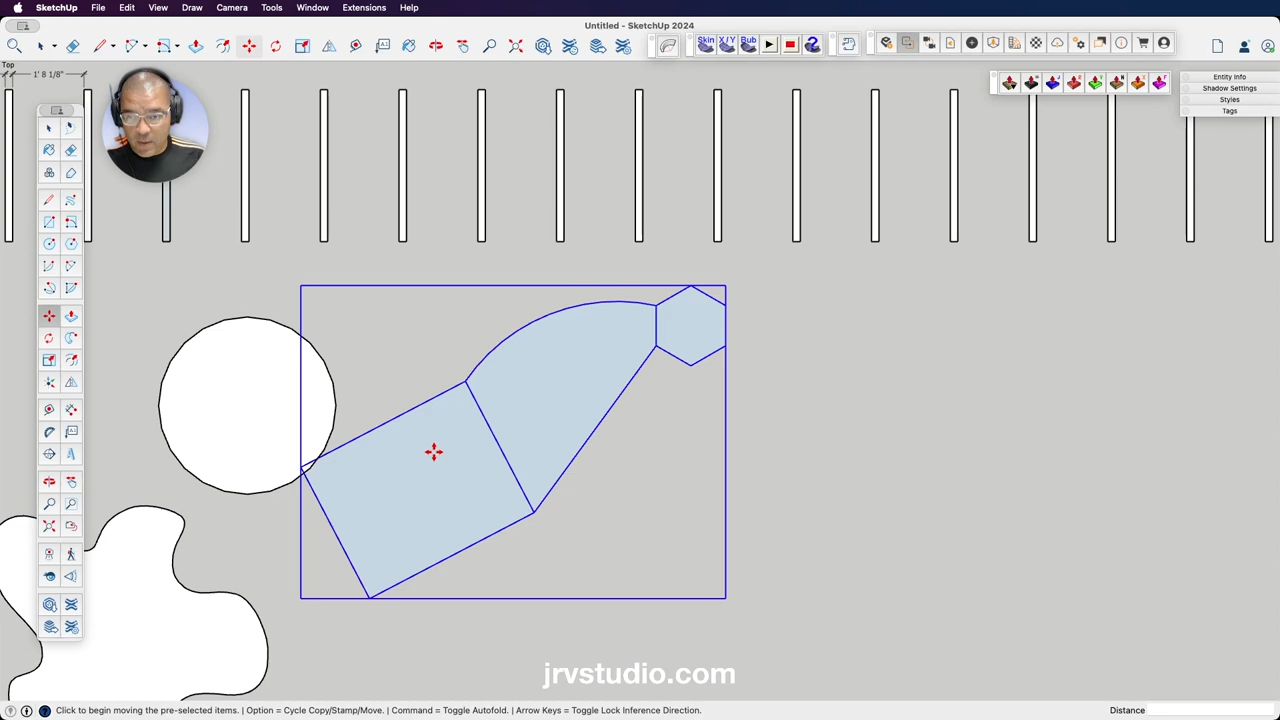 SketchUp File Edit View Draw Camera Tools Window Extensions Help
Untitled - SketchUp 2024
Skin X/Y Bub
Top
1' 8 1/8"
Entity Info
Shadow Settings
Styles
Tags
jrvstudio.com
Click to begin moving the pre-selected items. | Option = Cycle Copy/Stamp/Move. | Command = Toggle Autofold. | Arrow Keys = Toggle Lock Inference Direction.
Distance